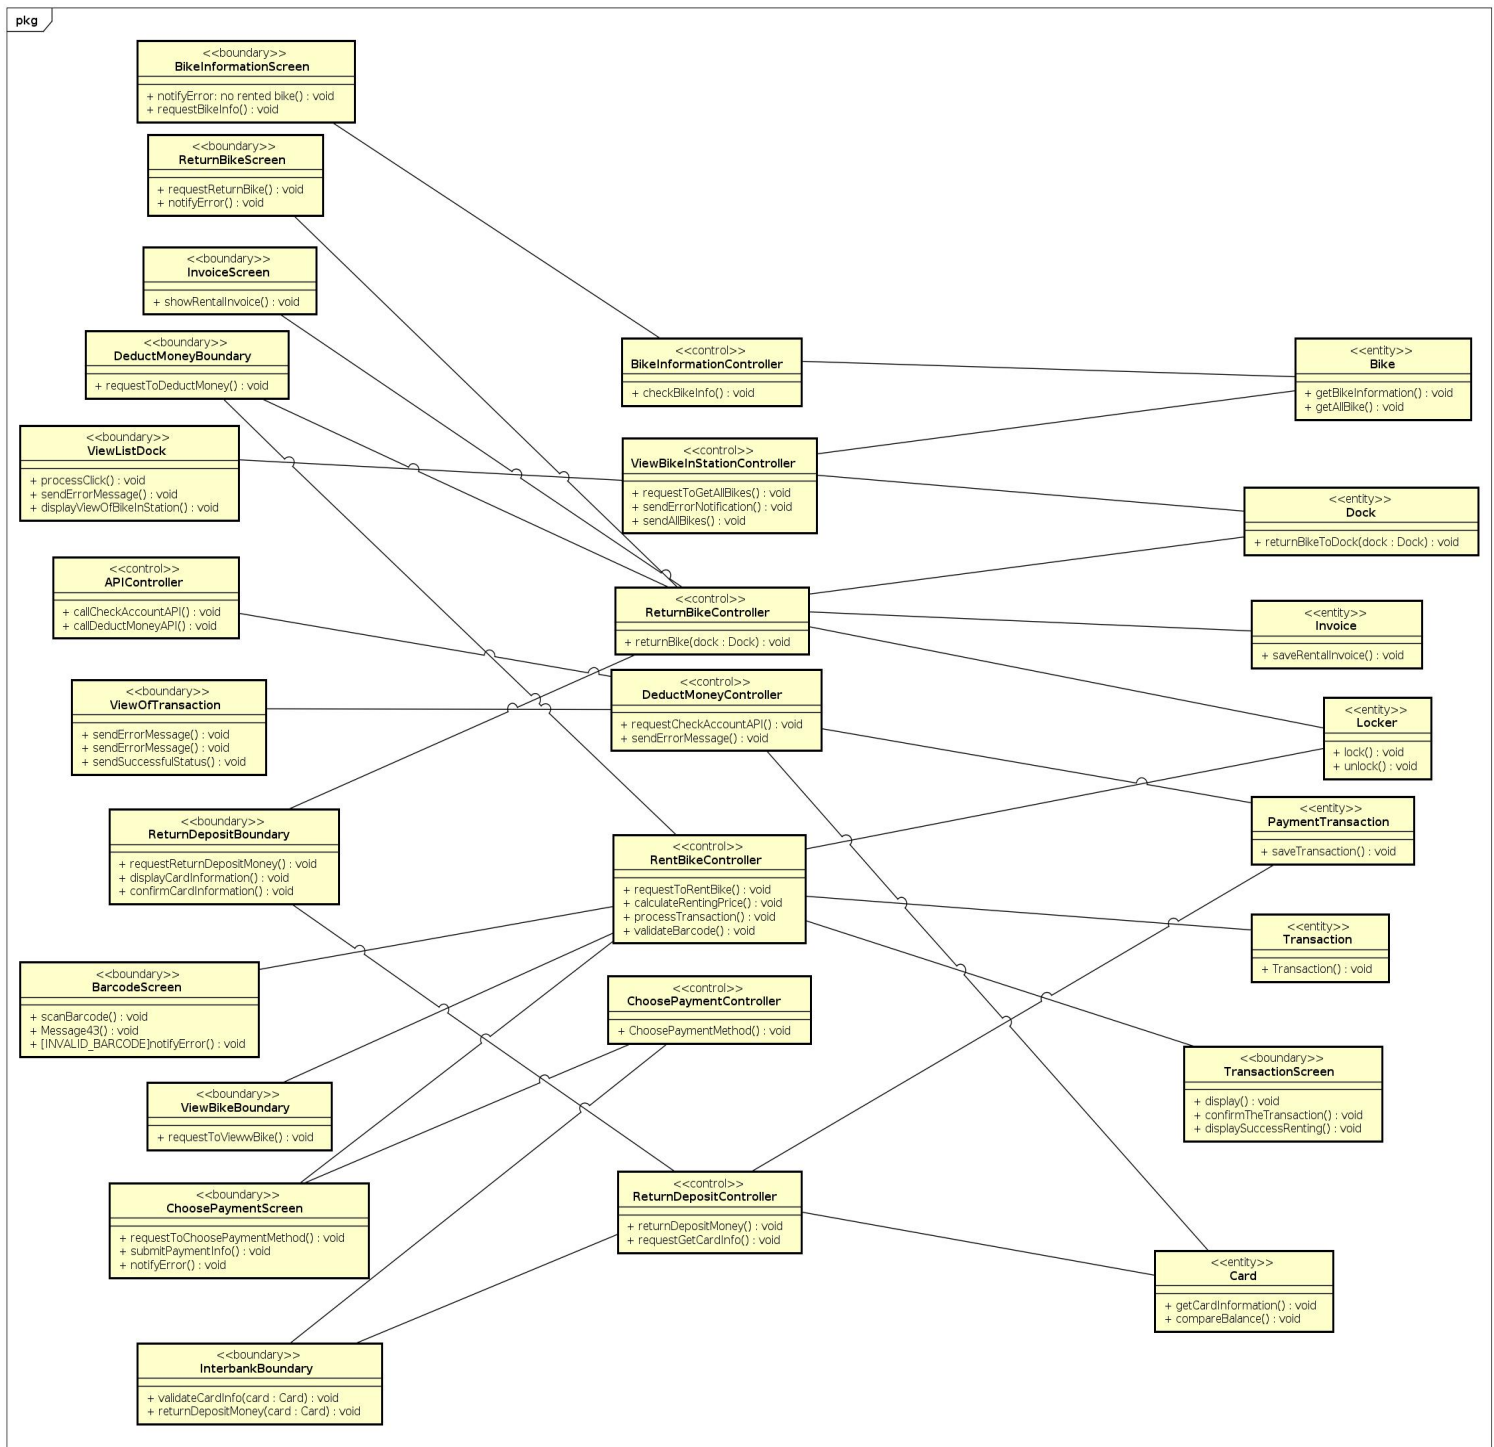 pkg
<<boundary>>
BikeInformationScreen
+ notifyError: no rented bike() : void
+ requestBikeInfo() : void
<<boundary>>
ReturnBikeScreen
+ requestReturnBike() : void
+ notifyError() : void
<<boundary>>
InvoiceScreen
+ showRentalInvoice() : void
<<boundary>>
DeductMoneyBoundary
+ requestToDeductMoney() : void
<<boundary>>
ViewListDock
+ processClick() : void
+ sendErrorMessage() : void
+ displayViewOfBikeInStation() : void
<<control>>
APIController
+ callCheckAccountAPI() : void
+ callDeductMoneyAPI() : void
<<boundary>>
ViewOfTransaction
+ sendErrorMessage() : void
+ sendErrorMessage() : void
+ sendSuccessfulStatus() : void
<<boundary>>
ReturnDepositBoundary
+ requestReturnDepositMoney() : void
+ displayCardInformation() : void
+ confirmCardInformation() : void
<<boundary>>
BarcodeScreen
+ scanBarcode() : void
+ Message43() : void
+ [INVALID_BARCODE]notifyError() : void
<<boundary>>
ViewBikeBoundary
+ requestToViewwBike() : void
<<boundary>>
ChoosePaymentScreen
+ requestToChoosePaymentMethod() : void
+ submitPaymentInfo() : void
+ notifyError() : void
<<boundary>>
InterbankBoundary
+ validateCardInfo(card : Card) : void
+ returnDepositMoney(card : Card) : void
<<control>>
BikeInformationController
+ checkBikeInfo() : void
<<control>>
ViewBikeInStationController
+ requestToGetAllBikes() : void
+ sendErrorNotification() : void
+ sendAllBikes() : void
<<control>>
ReturnBikeController
+ returnBike(dock : Dock) : void
<<control>>
DeductMoneyController
+ requestCheckAccountAPI() : void
+ sendErrorMessage() : void
<<control>>
RentBikeController
+ requestToRentBike() : void
+ calculateRentingPrice() : void
+ processTransaction() : void
+ validateBarcode() : void
<<control>>
ChoosePaymentController
+ ChoosePaymentMethod() : void
<<control>>
ReturnDepositController
+ returnDepositMoney() : void
+ requestGetCardInfo() : void
<<entity>>
Bike
+ getBikeInformation() : void
+ getAllBike() : void
<<entity>>
Dock
+ returnBikeToDock(dock : Dock) : void
<<entity>>
Invoice
+ saveRentalInvoice() : void
<<entity>>
Locker
+ lock() : void
+ unlock() : void
<<entity>>
PaymentTransaction
+ saveTransaction() : void
<<entity>>
Transaction
+ Transaction() : void
<<boundary>>
TransactionScreen
+ display() : void
+ confirmTheTransaction() : void
+ displaySuccessRenting() : void
<<entity>>
Card
+ getCardInformation() : void
+ compareBalance() : void